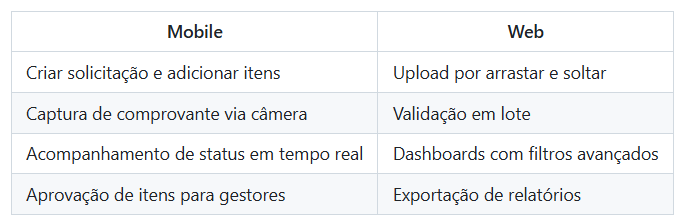 Mobile Web
Criar solicitação e adicionar itens Upload por arrastar e soltar
Captura de comprovante via câmera Validação em lote
Acompanhamento de status em tempo real Dashboards com filtros avançados
Aprovação de itens para gestores Exportação de relatórios